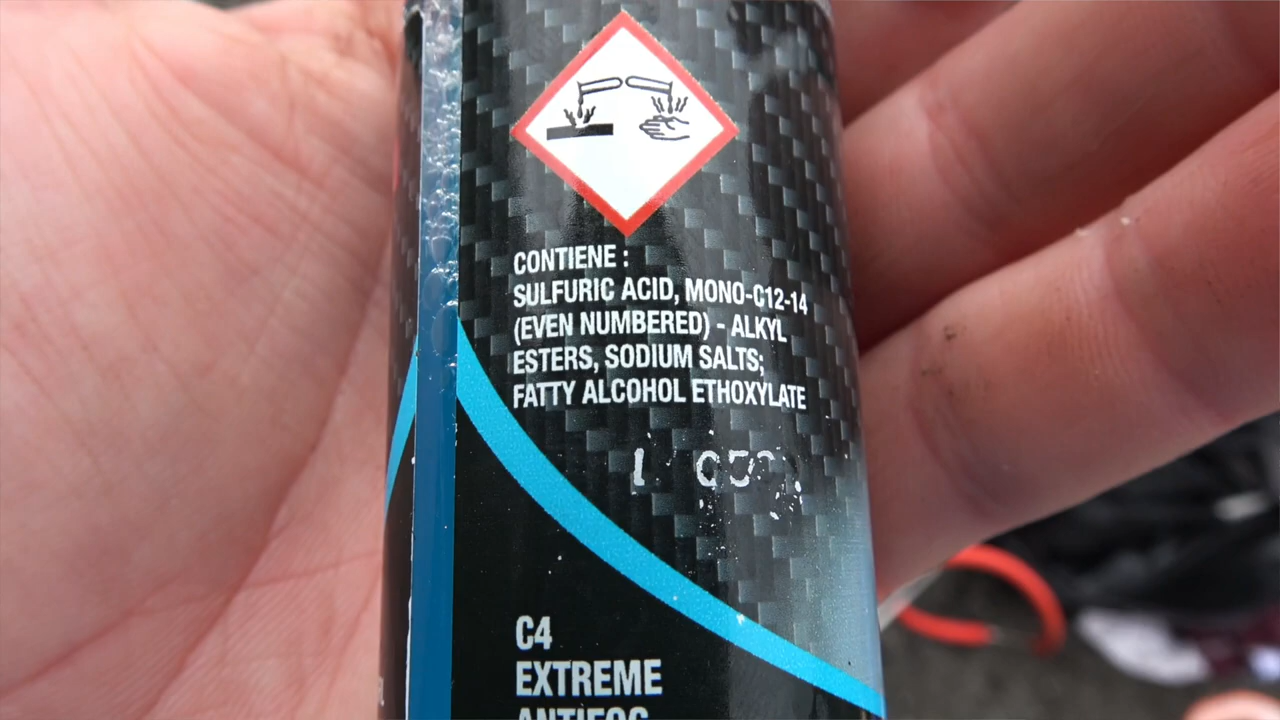 CONTIENE :
SULFURIC ACID, MONO-C12-14
(EVEN NUMBERED) - ALKYL
ESTERS, SODIUM SALTS;
FATTY ALCOHOL ETHOXYLATE
C4
EXTREME
ANTIFOG